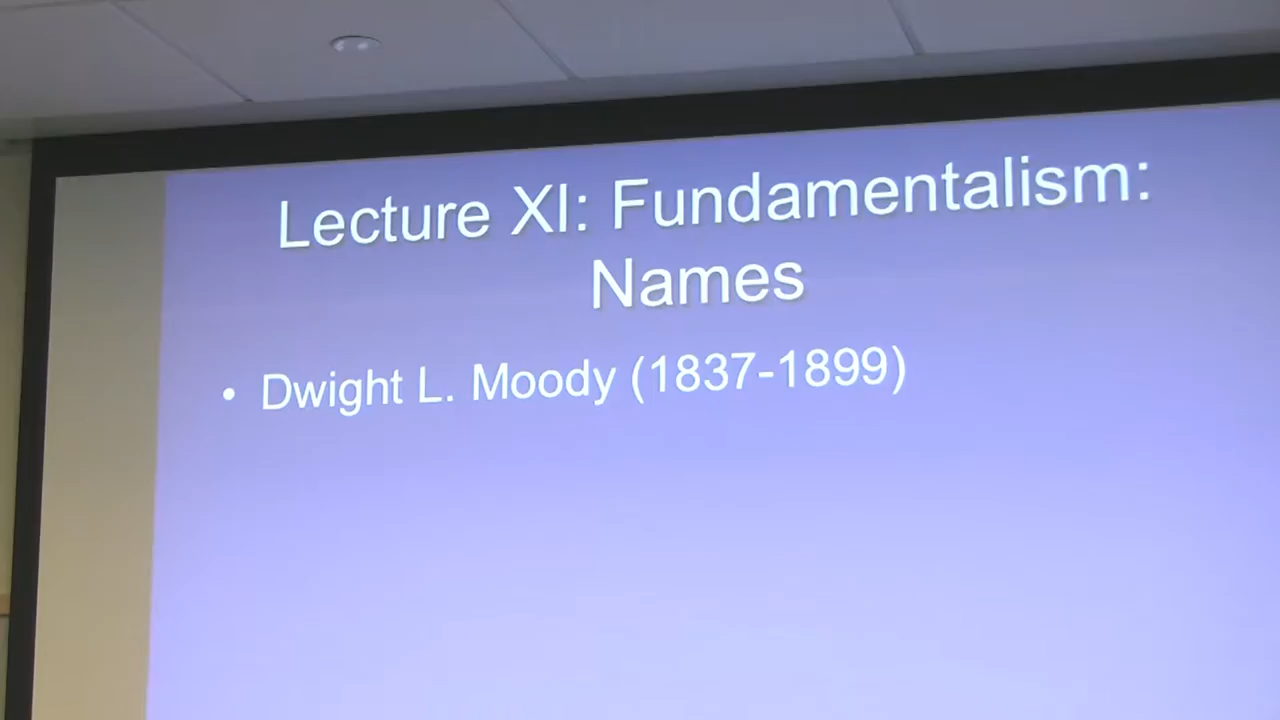 Lecture XI: Fundamentalism:
Names
• Dwight L. Moody (1837-1899)